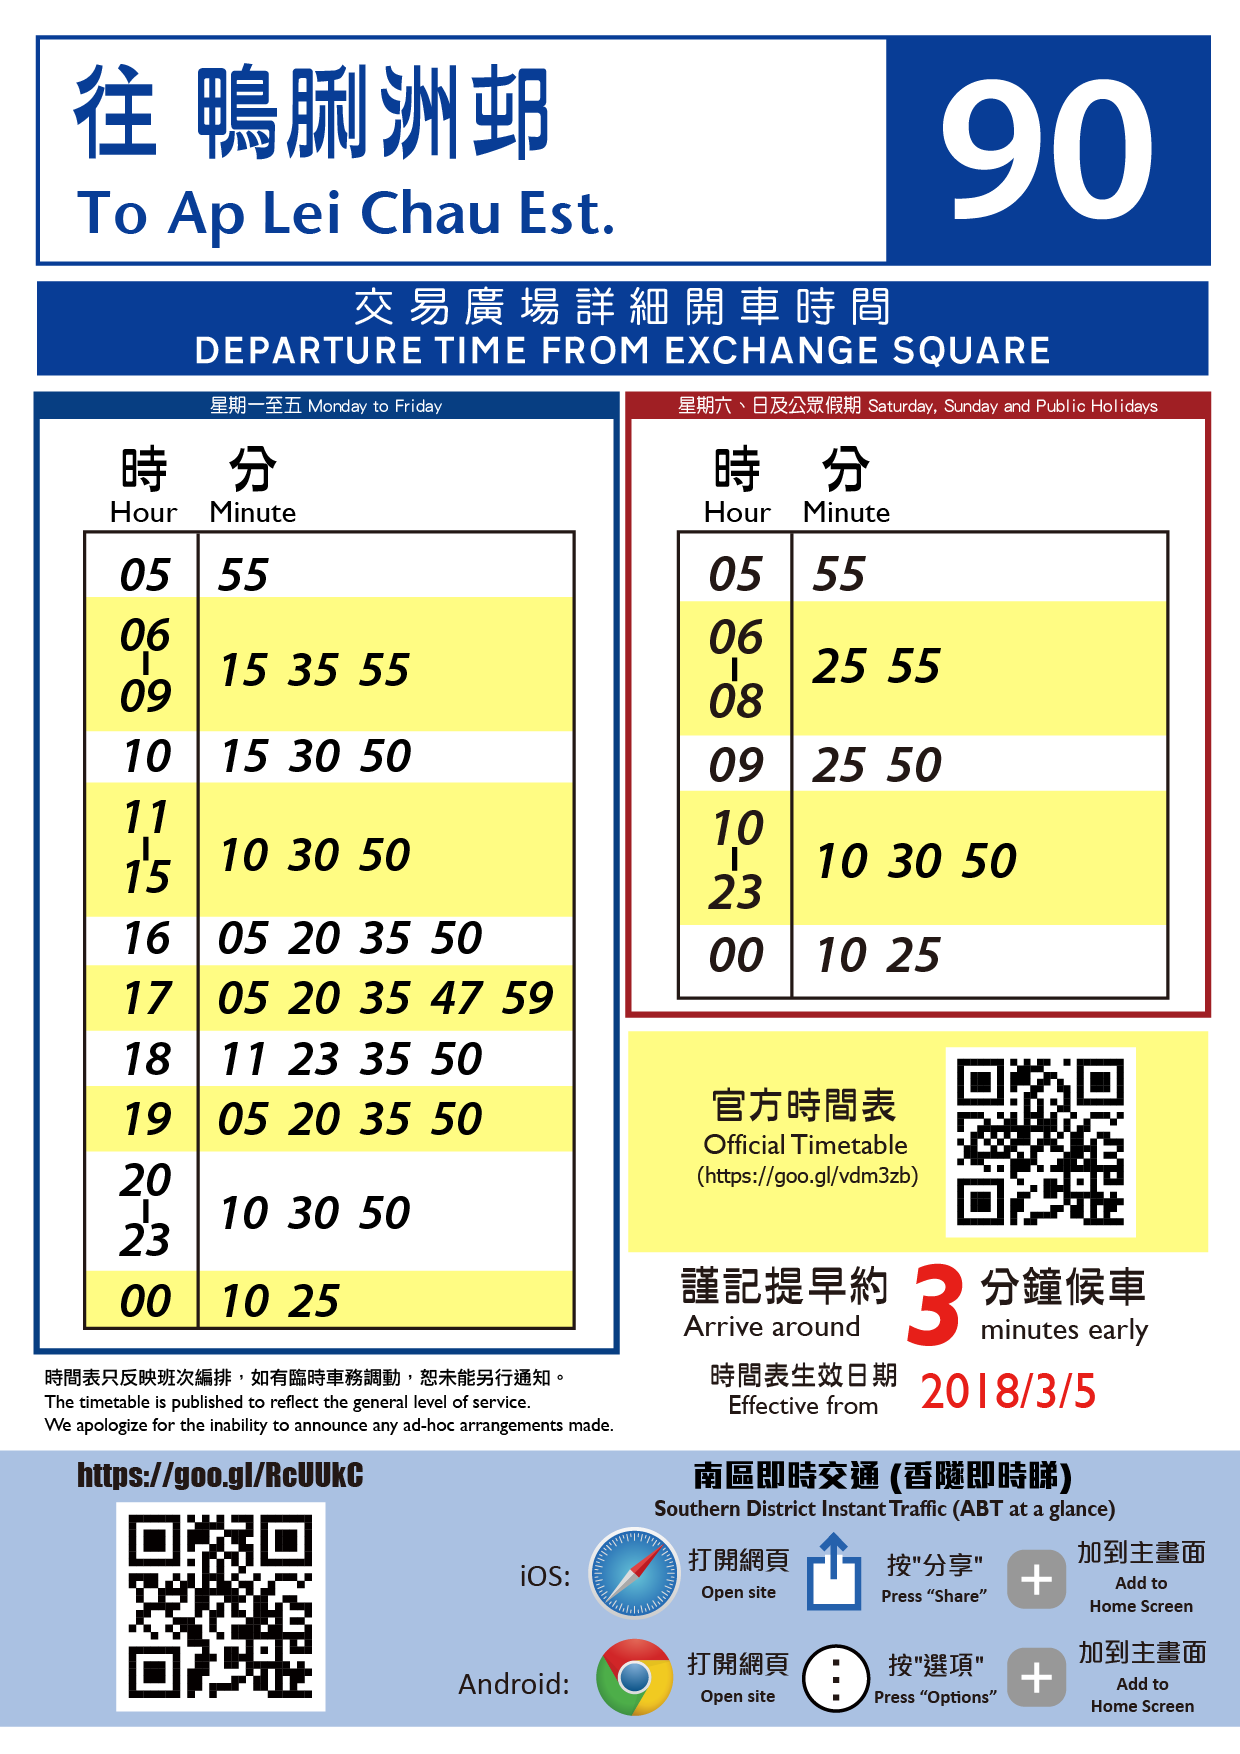 往 鴨脷洲邨
To Ap Lei Chau Est.
90
交易廣場詳細開車時間
DEPARTURE TIME FROM EXCHANGE SQUARE
星期一至五 Monday to Friday
時 分
Hour Minute
05 55
06
-
09
15 35 55
10 15 30 50
11
-
15
10 30 50
16 05 20 35 50
17 05 20 35 47 59
18 11 23 35 50
19 05 20 35 50
20
-
23
10 30 50
00 10 25
時間表只反映班次編排，如有臨時車務調動，恕未能另行通知。
The timetable is published to reflect the general level of service.
We apologize for the inability to announce any ad-hoc arrangements made.
星期六、日及公眾假期 Saturday, Sunday and Public Holidays
時 分
Hour Minute
05 55
06
-
08
25 55
09 25 50
10
-
23
10 30 50
00 10 25
官方時間表
Official Timetable
(https://goo.gl/vdm3zb)
謹記提早約 3 分鐘候車
Arrive around minutes early
時間表生效日期
Effective from
2018/3/5
https://goo.gl/RcUUkC
南區即時交通 (香隧即時睇)
Southern District Instant Traffic (ABT at a glance)
iOS:
打開網頁
Open site
按"分享"
Press “Share”
加到主畫面
Add to
Home Screen
Android:
打開網頁
Open site
按"選項"
Press “Options”
加到主畫面
Add to
Home Screen